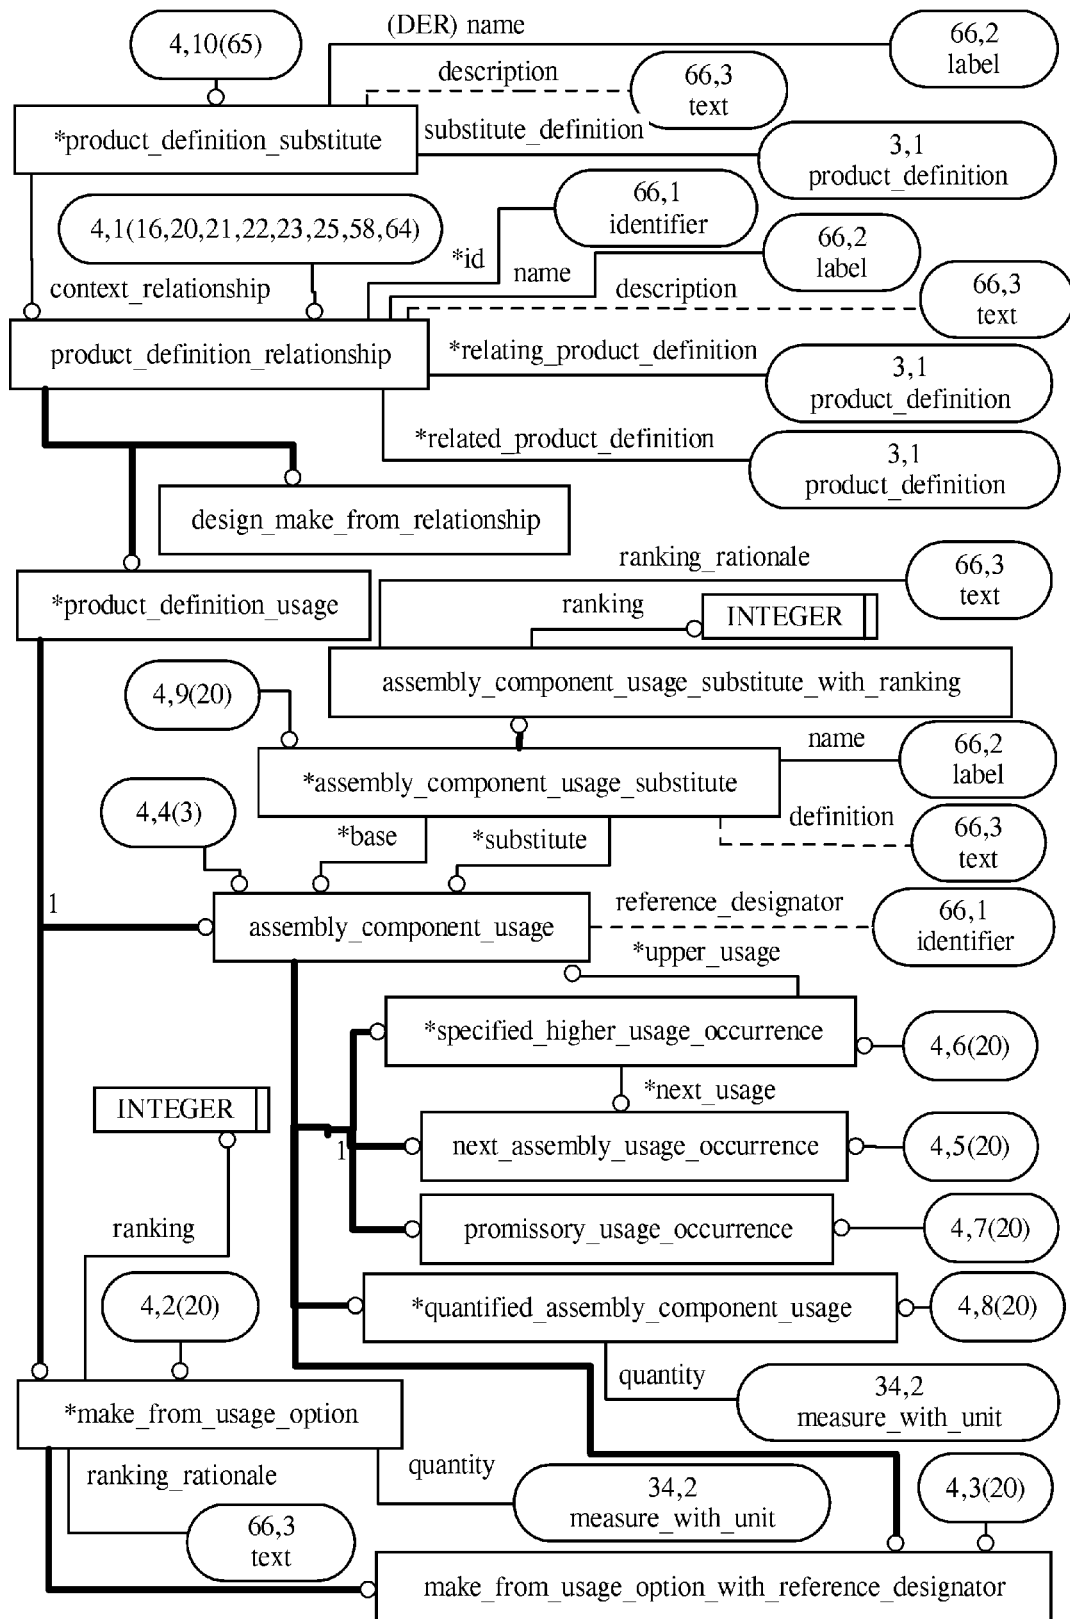 (DER) name
4,10(65)
66,2
label
description
66,3
text
*product_definition_substitute
substitute_definition
3,1
product_definition
66,1
identifier
4,1(16,20,21,22,23,25,58,64)
*id
name
66,2
label
context_relationship
description
66,3
text
product_definition_relationship
*relating_product_definition
3,1
product_definition
*related_product_definition
3,1
product_definition
design_make_from_relationship
ranking_rationale
66,3
text
*product_definition_usage
ranking
INTEGER
assembly_component_usage_substitute_with_ranking
4,9(20)
name
66,2
label
*assembly_component_usage_substitute
4,4(3)
*base
*substitute
definition
66,3
text
1
assembly_component_usage
reference_designator
66,1
identifier
*upper_usage
*specified_higher_usage_occurrence
4,6(20)
*next_usage
INTEGER
1
next_assembly_usage_occurrence
4,5(20)
ranking
promissory_usage_occurrence
4,7(20)
4,2(20)
*quantified_assembly_component_usage
4,8(20)
quantity
34,2
measure_with_unit
*make_from_usage_option
ranking_rationale
quantity
34,2
measure_with_unit
4,3(20)
66,3
text
make_from_usage_option_with_reference_designator